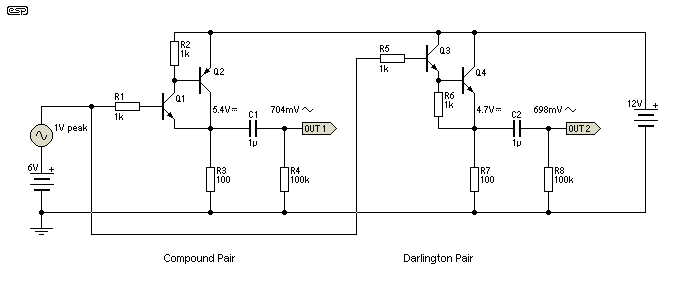 esp
R2
1k
Q2
R1
1k
Q1
1V peak
6V
+
5.4V
C1
1µ
704mV
OUT 1
R3
100
R4
100k
R5
1k
Q3
Q4
R6
1k
4.7V
C2
1µ
698mV
OUT 2
R7
100
R8
100k
12V
+
Compound Pair
Darlington Pair